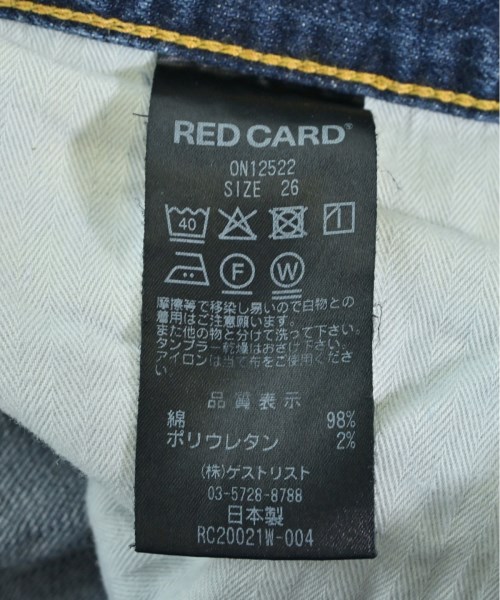 RED CARD®
ON12522
SIZE 26
40
F W
摩擦等で移染し易いので白物との
着用はご注意願います。
また他の物と分けて洗って下さい。
タンブラー乾燥はおさけ下さい。
アイロンは当て布をご使用くださ
い
品質表示
綿 98%
ポリウレタン 2%
(株)ゲストリスト
03-5728-8788
日本製
RC20021W-004